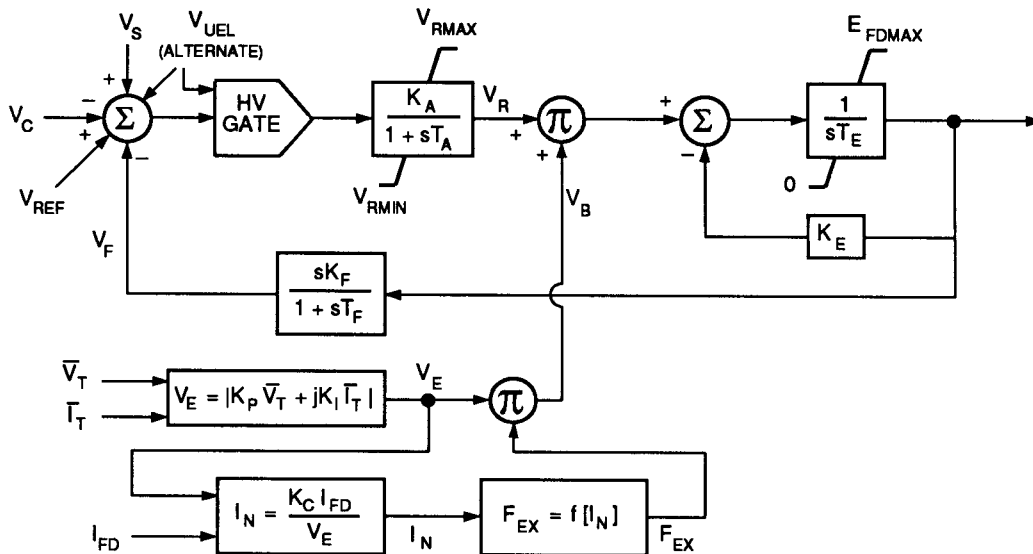 V_S
V_UEL
(ALTERNATE)
V_C
+
−
+
−
Σ
V_REF
V_F
HV
GATE
V_RMAX
K_A
1 + sT_A
V_RMIN
V_R
+
π
+
V_B
+
Σ
−
E_FDMAX
1
sT_E
0
K_E
sK_F
1 + sT_F
V̅_T
I̅_T
V_E = |K_P V̅_T + jK_I I̅_T|
V_E
π
I_FD
I_N = K_C I_FD / V_E
I_N
F_EX = f [I_N]
F_EX